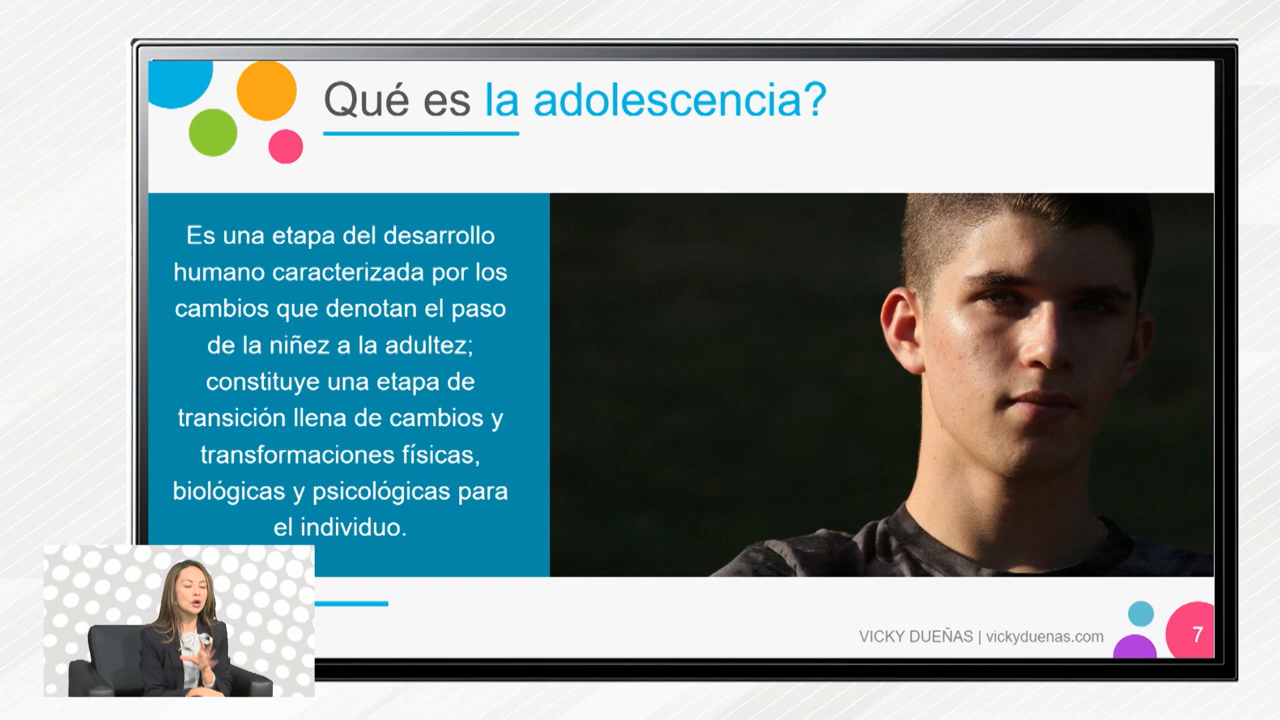 Qué es la adolescencia?
Es una etapa del desarrollo
humano caracterizada por los
cambios que denotan el paso
de la niñez a la adultez;
constituye una etapa de
transición llena de cambios y
transformaciones físicas,
biológicas y psicológicas para
el individuo.
VICKY DUEÑAS | vickyduenas.com
7